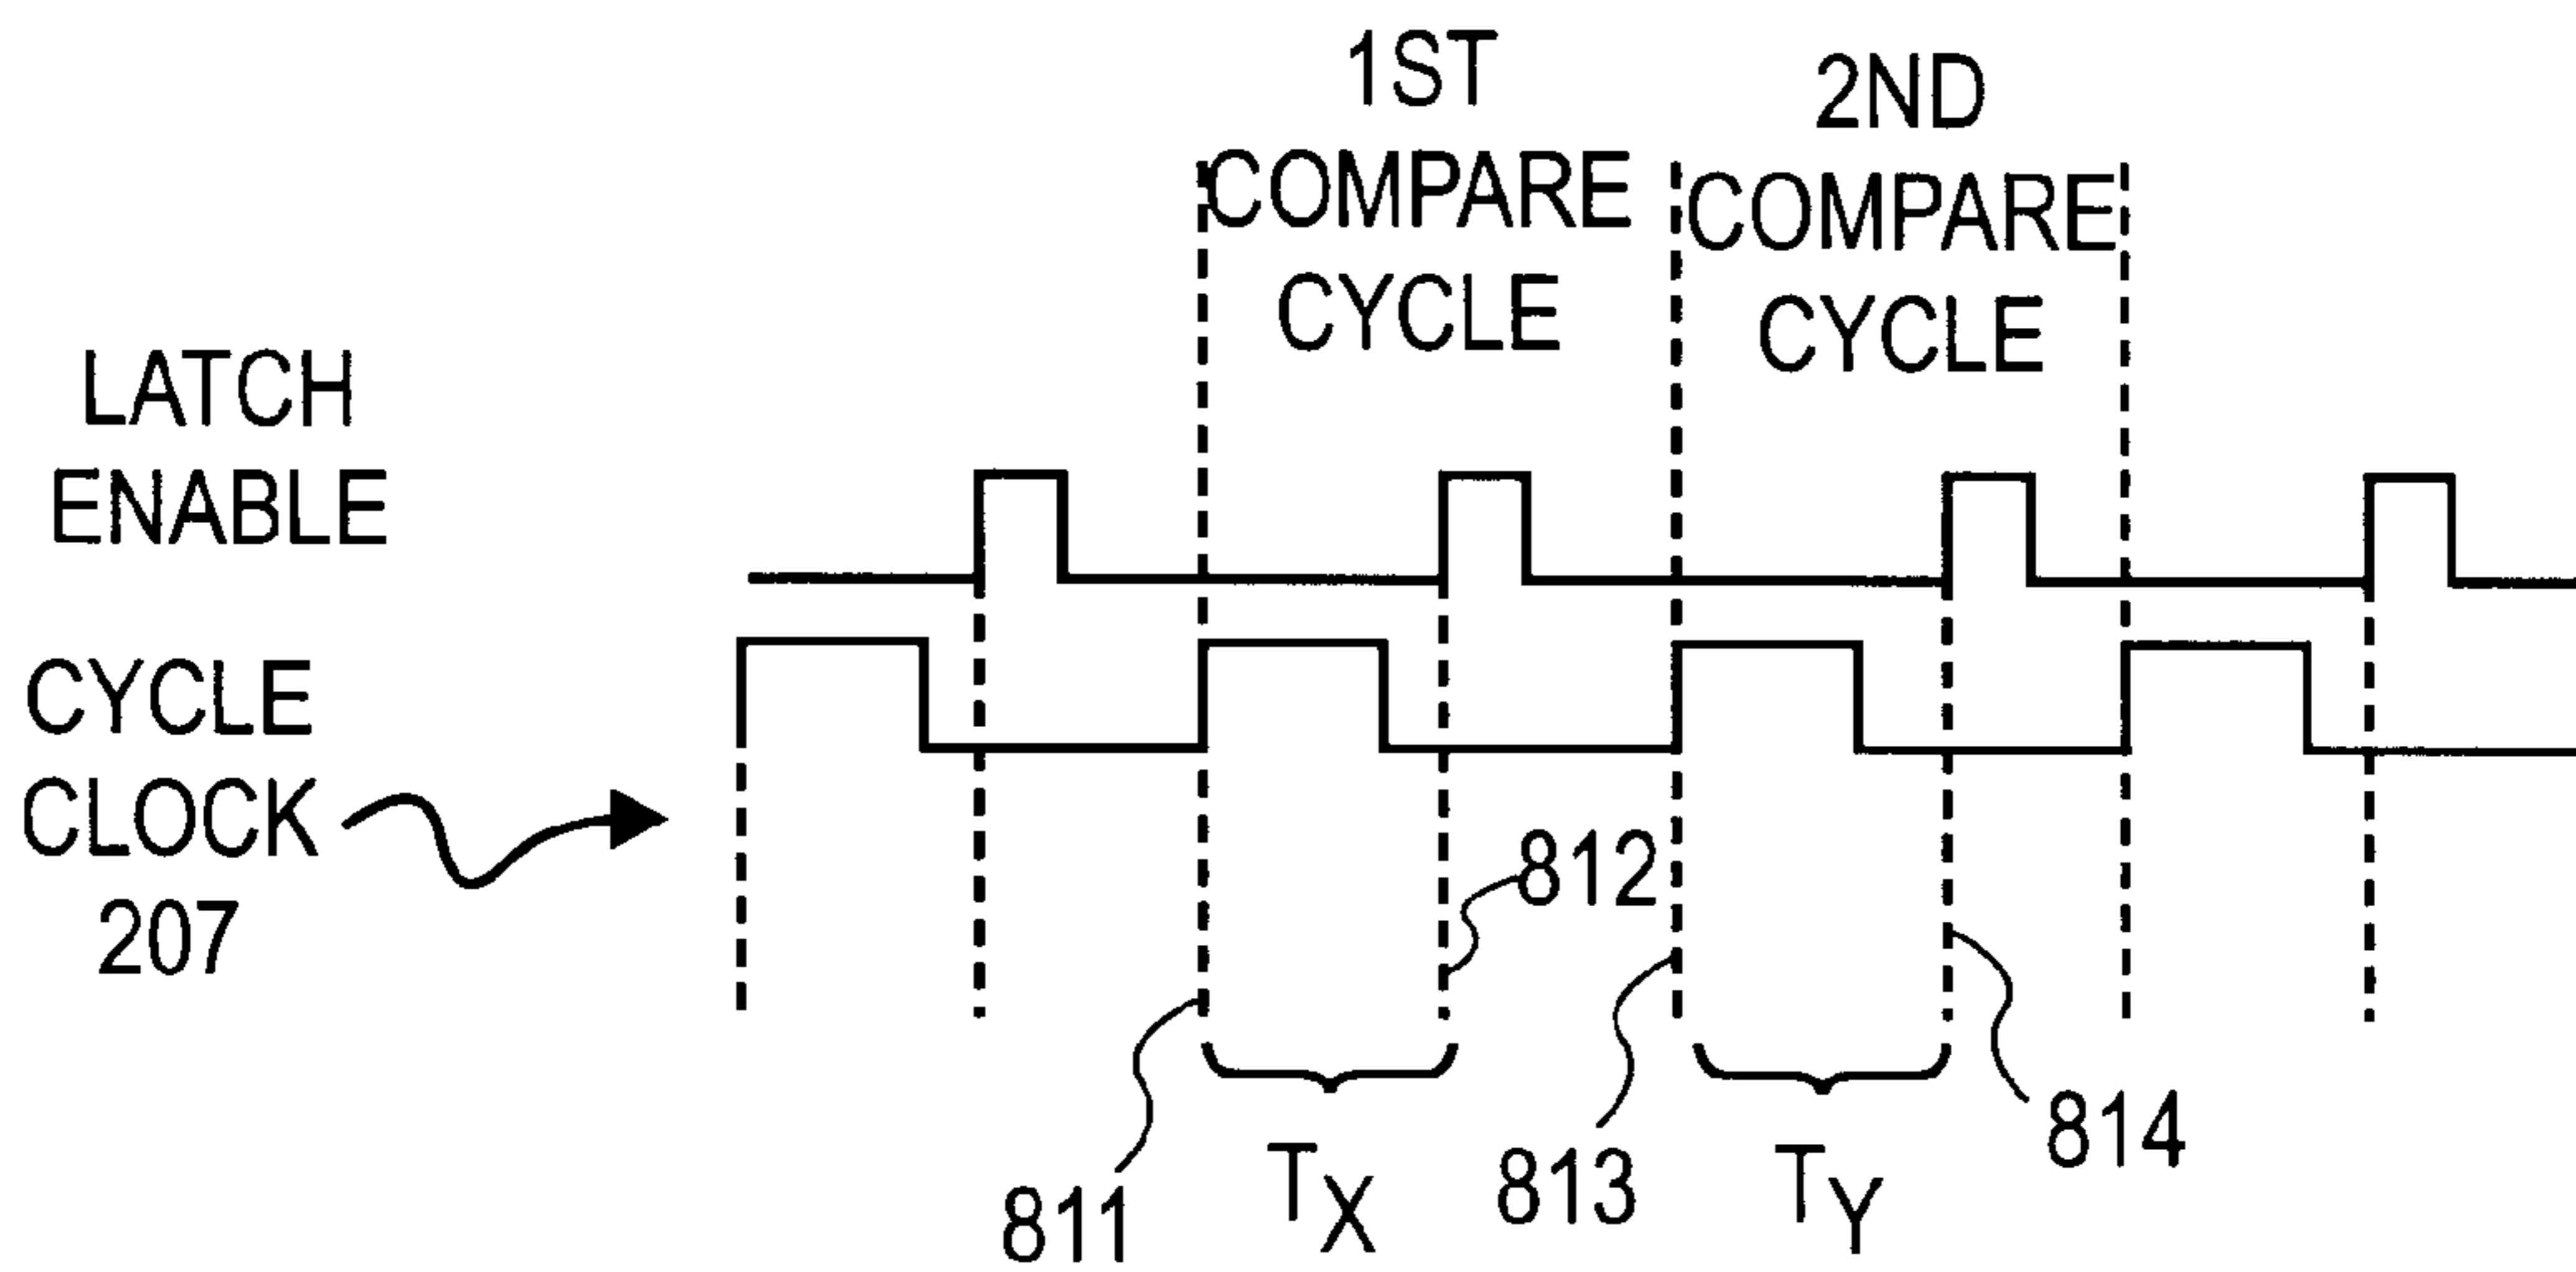 1ST
COMPARE
CYCLE
2ND
COMPARE
CYCLE
LATCH
ENABLE
CYCLE
CLOCK
207
812
811
TX
813
TY
814